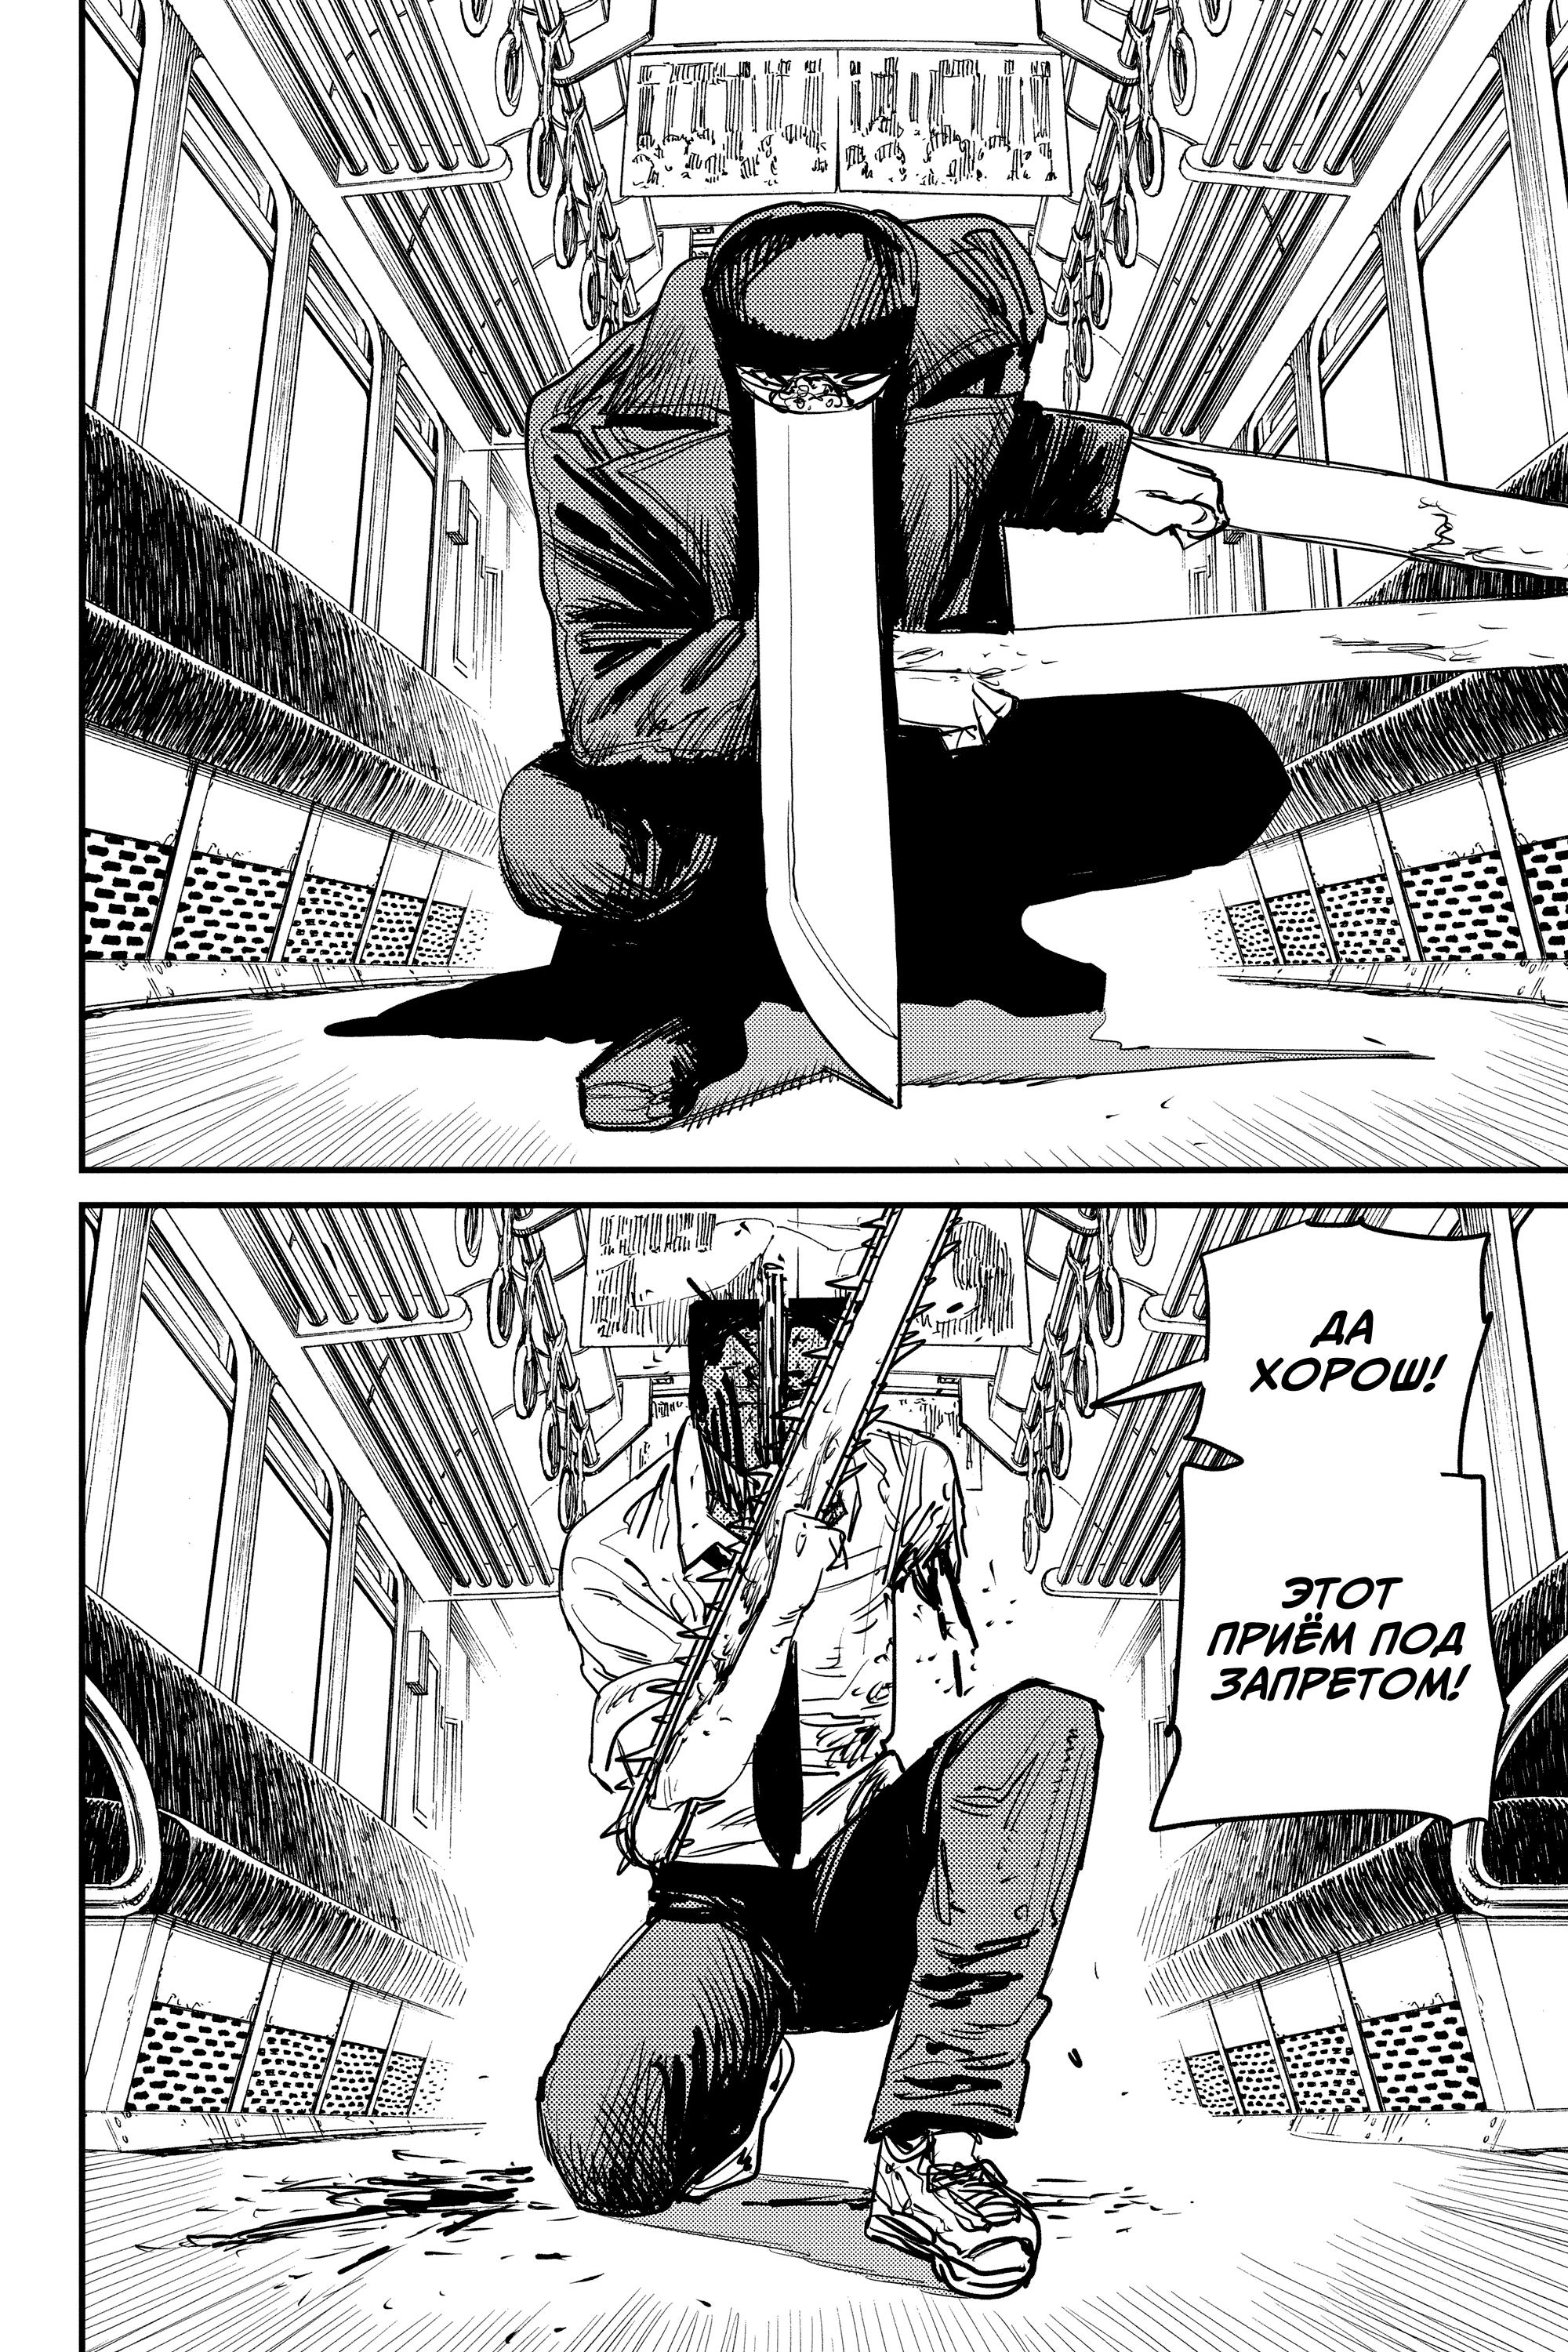 ДА
ХОРОШ!
ЭТОТ
ПРИЁМ ПОД
ЗАПРЕТОМ!